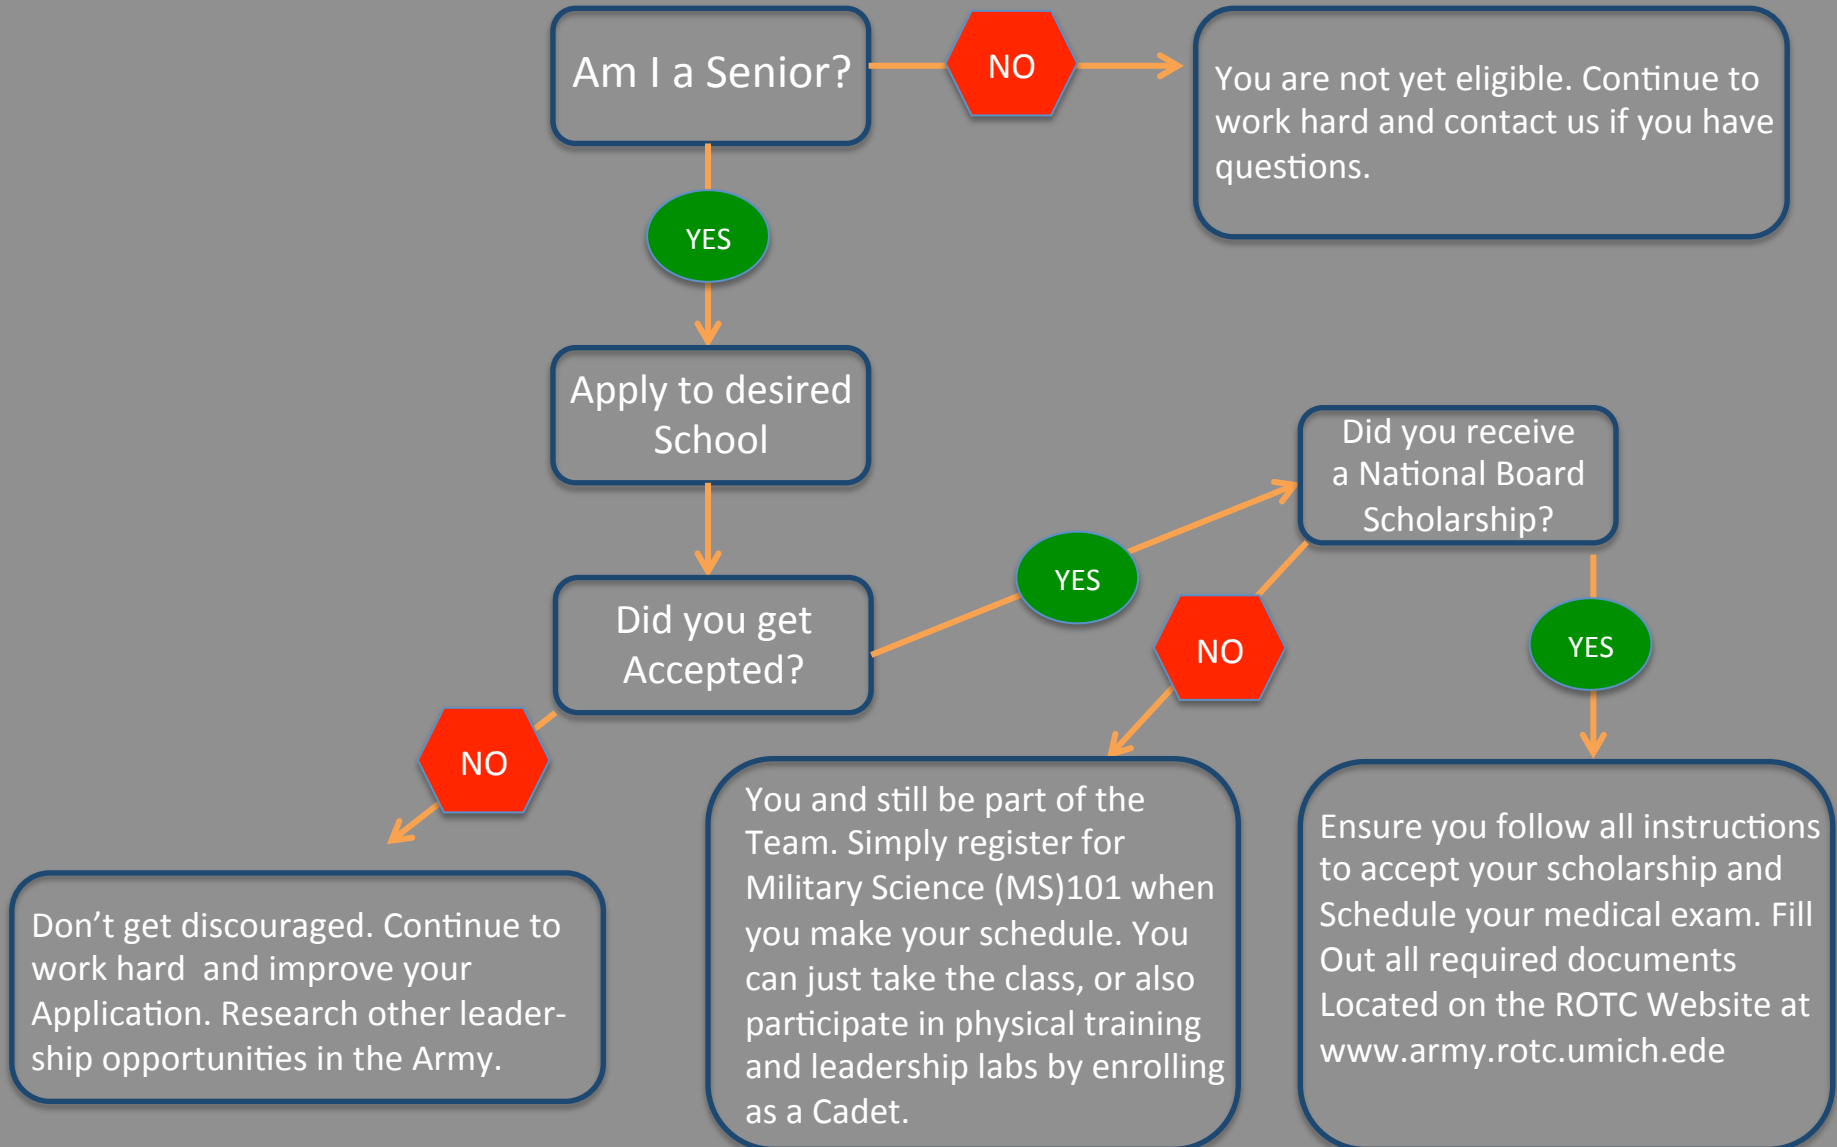 Am I a Senior?
NO
You are not yet eligible. Continue to
work hard and contact us if you have
questions.
YES
Apply to desired
School
Did you receive
a National Board
Scholarship?
Did you get
Accepted?
YES
NO
YES
NO
Don’t get discouraged. Continue to
work hard  and improve your
Application. Research other leader-
ship opportunities in the Army.
You and still be part of the
Team. Simply register for
Military Science (MS)101 when
you make your schedule. You
can just take the class, or also
participate in physical training
and leadership labs by enrolling
as a Cadet.
Ensure you follow all instructions
to accept your scholarship and
Schedule your medical exam. Fill
Out all required documents
Located on the ROTC Website at
www.army.rotc.umich.ede